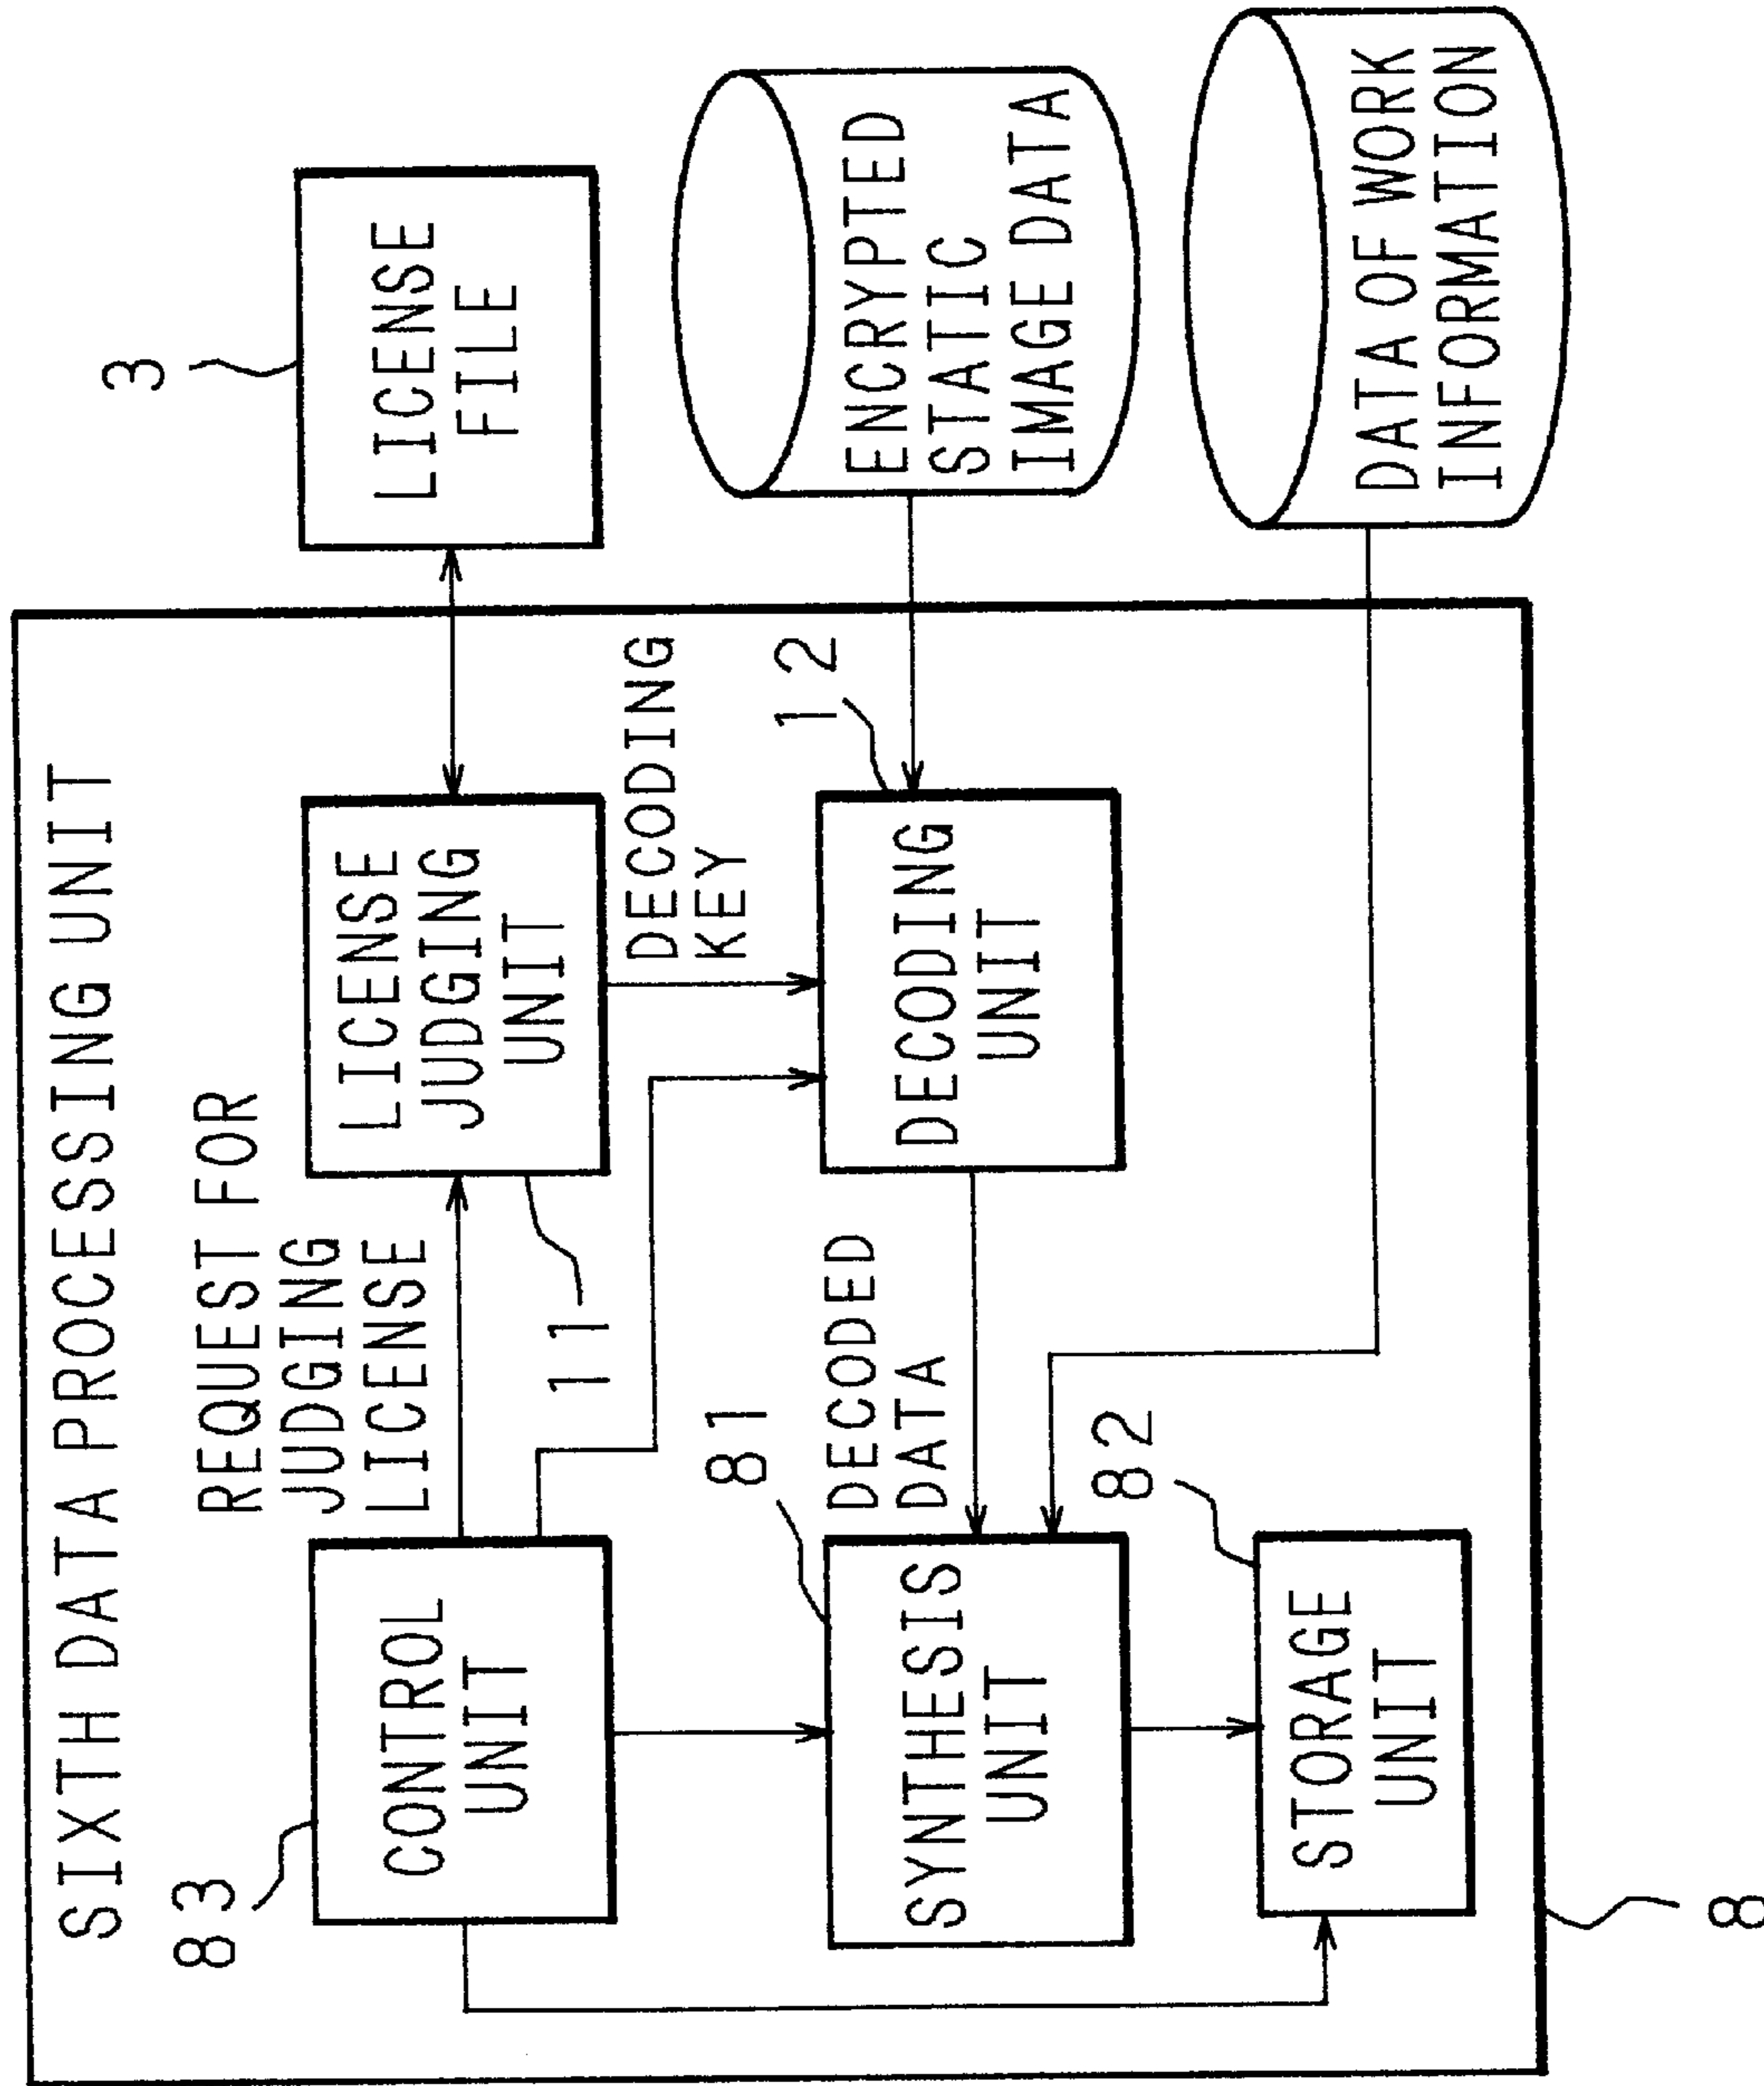 SIXTH DATA PROCESSING UNIT
83
CONTROL
UNIT
REQUEST FOR
JUDGING
LICENSE
11
LICENSE
JUDGING
UNIT
3
LICENSE
FILE
DECODING
KEY
81
SYNTHESIS
UNIT
DECODED
DATA
12
DECODING
UNIT
ENCRYPTED
STATIC
IMAGE DATA
82
STORAGE
UNIT
DATA OF WORK
INFORMATION
8